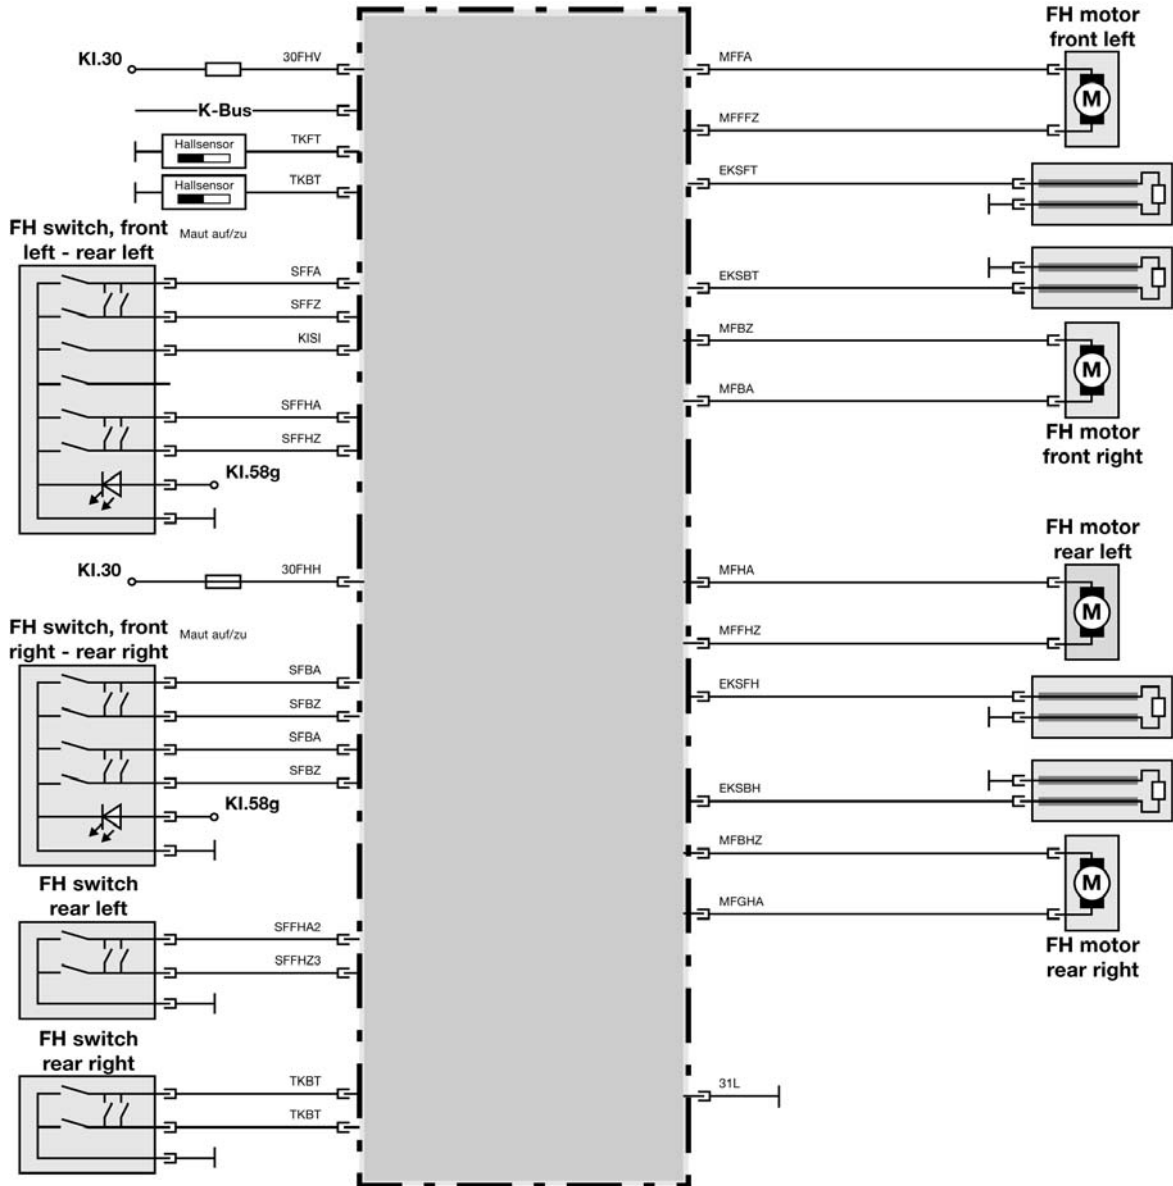 KI.30
30FHV
K-Bus
Hallsensor
TKFT
Hallsensor
TKBT
FH switch, front
left - rear left
Maut auf/zu
SFFA
SFFZ
KISI
SFFHA
SFFHZ
KI.58g
KI.30
30FHH
FH switch, front
right - rear right
Maut auf/zu
SFBA
SFBZ
SFBA
SFBZ
KI.58g
FH switch
rear left
SFFHA2
SFFHZ3
FH switch
rear right
TKBT
TKBT
FH motor
front left
MFFA
M
MFFFZ
EKSFT
EKSBT
MFBZ
M
MFBA
FH motor
front right
FH motor
rear left
MFHA
M
MFFHZ
EKSFH
EKSBH
MFBHZ
M
MFGHA
FH motor
rear right
31L